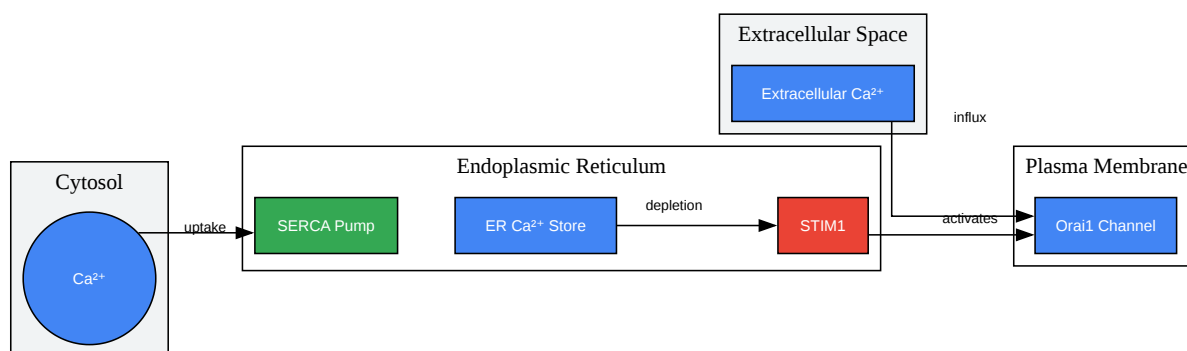 Extracellular Space
Extracellular Ca²⁺
influx
Endoplasmic Reticulum
Plasma Membrane
Cytosol
SERCA Pump
ER Ca²⁺ Store
depletion
STIM1
activates
Orai1 Channel
uptake
Ca²⁺